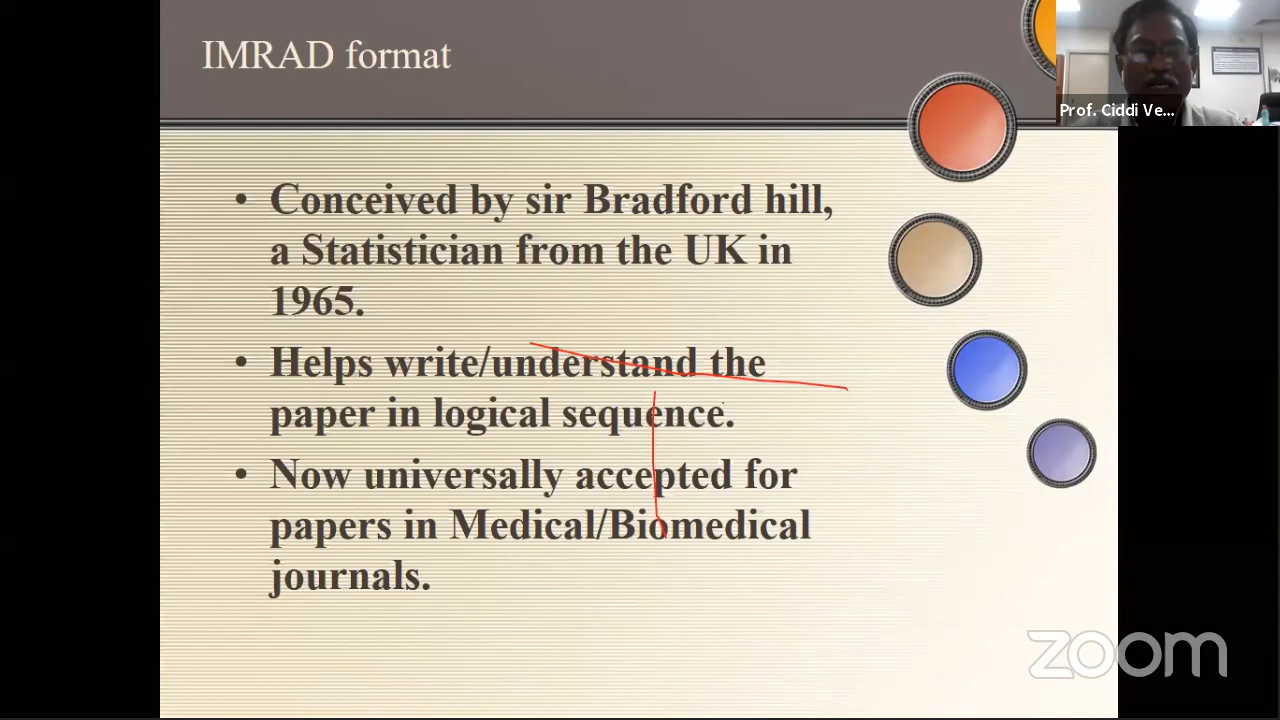 IMRAD format
Prof. Ciddi Ve...
• Conceived by sir Bradford hill,
a Statistician from the UK in
1965.
• Helps write/understand the
paper in logical sequence.
• Now universally accepted for
papers in Medical/Biomedical
journals.
zoom